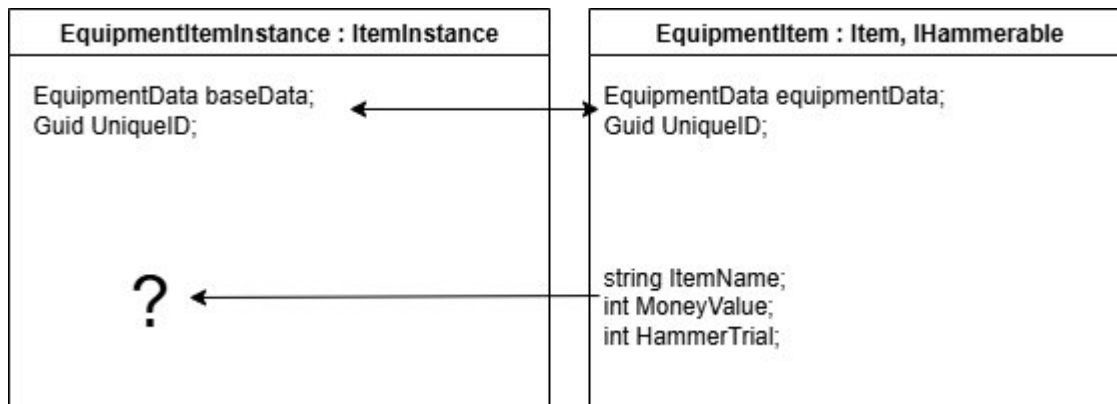 EquipmentItemInstance : ItemInstance
EquipmentData baseData;
Guid UniqueID;
?
EquipmentItem : Item, IHammerable
EquipmentData equipmentData;
Guid UniqueID;
string ItemName;
int MoneyValue;
int HammerTrial;